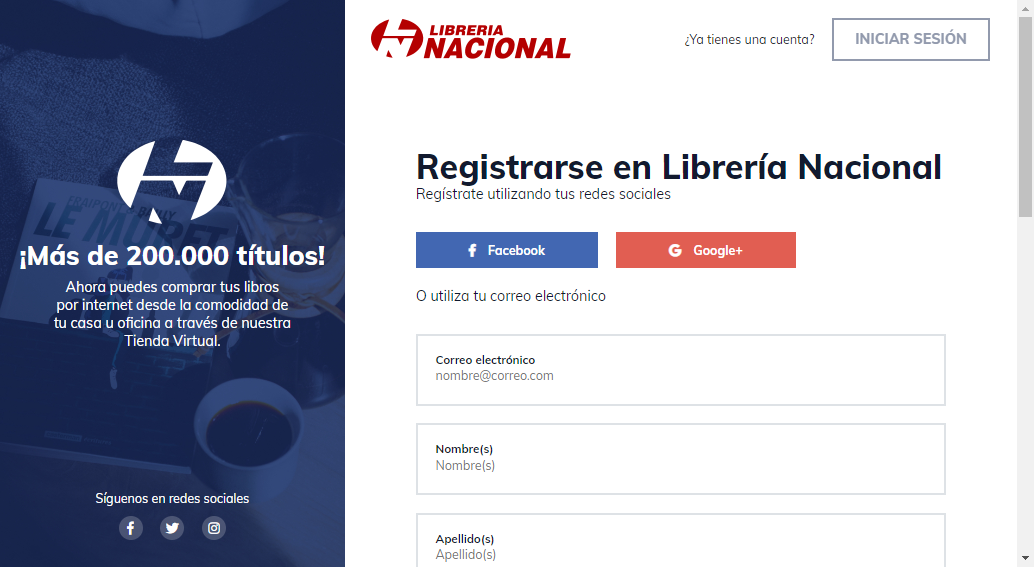 LIBRERIA
NACIONAL
¿Ya tienes una cuenta?
INICIAR SESIÓN
LE MURET
¡Más de 200.000 títulos!
Ahora puedes comprar tus libros
por internet desde la comodidad de
tu casa u oficina a través de nuestra
Tienda Virtual.
Síguenos en redes sociales
Registrarse en Librería Nacional
Regístrate utilizando tus redes sociales
Facebook
Google+
O utiliza tu correo electrónico
Correo electrónico
nombre@correo.com
Nombre(s)
Nombre(s)
Apellido(s)
Apellido(s)